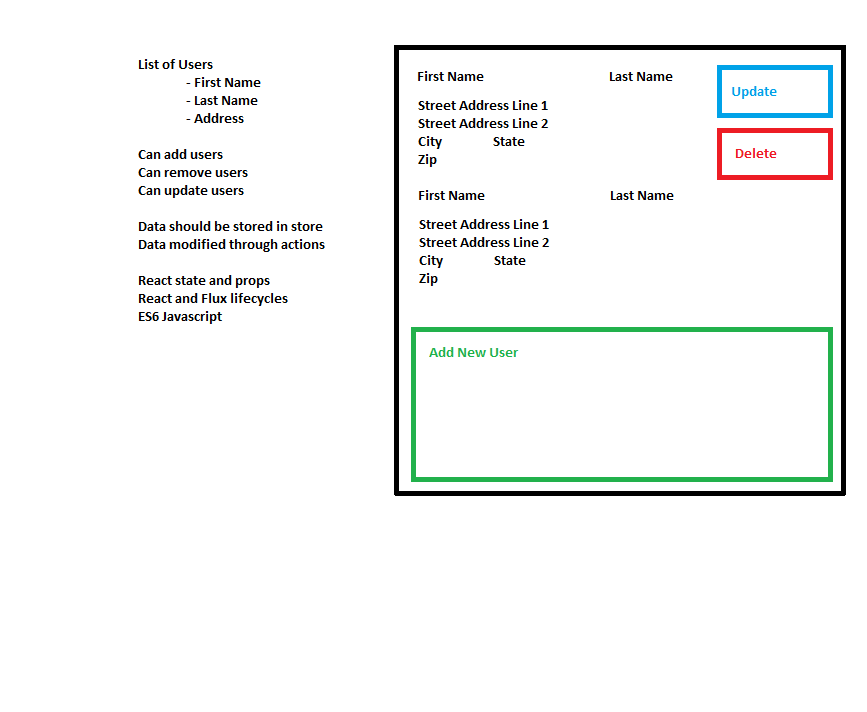 List of Users
- First Name
- Last Name
- Address
Can add users
Can remove users
Can update users
Data should be stored in store
Data modified through actions
React state and props
React and Flux lifecycles
ES6 Javascript
First Name Last Name
Update
Street Address Line 1
Street Address Line 2
City State
Delete
Zip
First Name Last Name
Street Address Line 1
Street Address Line 2
City State
Zip
Add New User